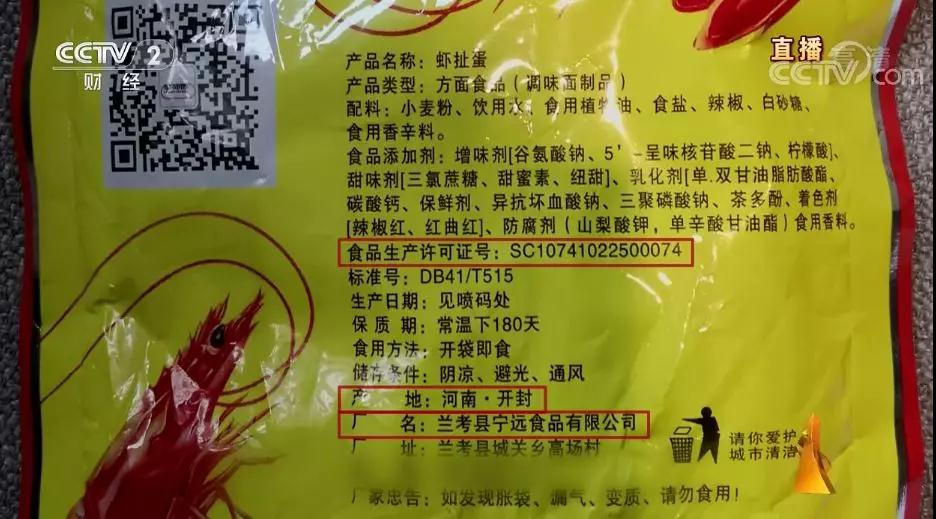 CCTV 2
财经
直播
高清
CCTV.com
产品名称：虾扯蛋
产品类型：方面食品（调味面制品）
配料：小麦粉、饮用水、食用植物油、食盐、辣椒、白砂糖、
食用香辛料。
食品添加剂：增味剂[谷氨酸钠、5’-呈味核苷酸二钠、柠檬酸]、
甜味剂[三氯蔗糖、甜蜜素、纽甜]、乳化剂[单.双甘油脂肪酸酯、
碳酸钙、保鲜剂、异抗坏血酸钠、三聚磷酸钠、茶多酚、着色剂
[辣椒红、红曲红]、防腐剂（山梨酸钾，单辛酸甘油酯）食用香料。
食品生产许可证号：SC10741022500074
标准号：DB41/T515
生产日期：见喷码处
保 质 期：常温下180天
食用方法：开袋即食
储存条件：阴凉、避光、通风
产 地：河南·开封
厂 名：兰考县宁远食品有限公司
厂 址：兰考县城关乡高场村
请你爱护
城市清洁
厂家忠告：如发现胀袋、漏气、变质、请勿食用！